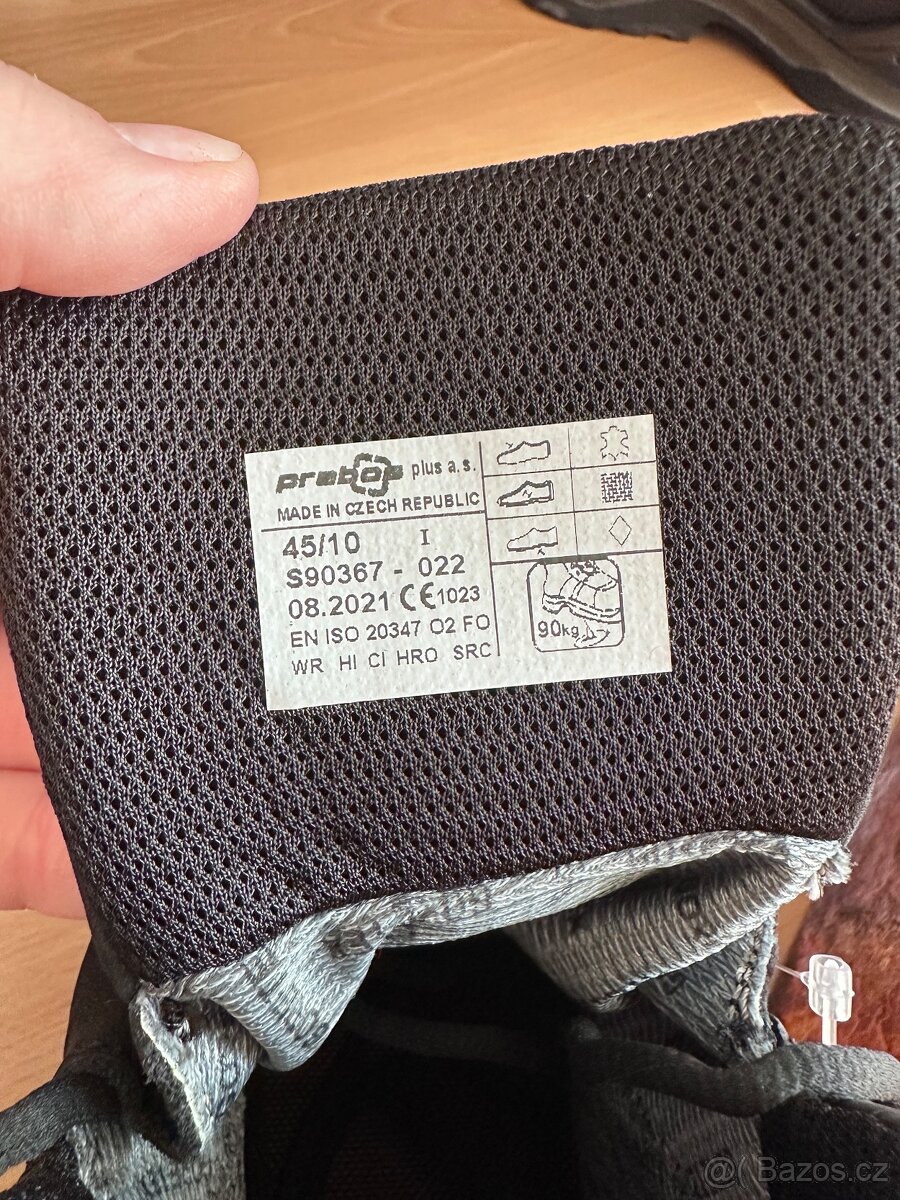 prabos plus a.s.
MADE IN CZECH REPUBLIC
45/10 I
S90367 - 022
08.2021 CE 1023
EN ISO 20347 O2 FO
WR HI CI HRO SRC
90kg
@( Bazos.cz